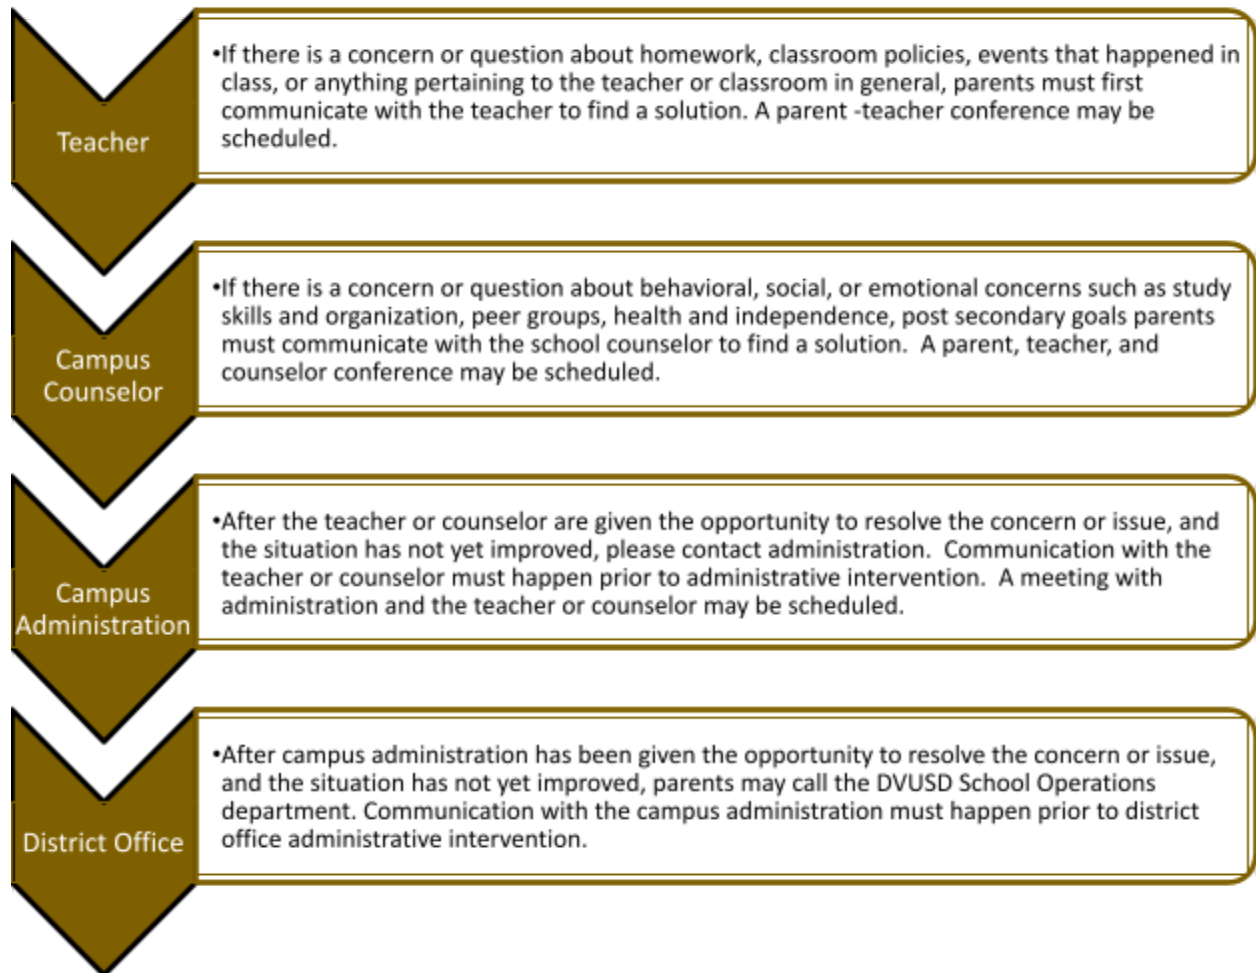 Teacher
•If there is a concern or question about homework, classroom policies, events that happened in
class, or anything pertaining to the teacher or classroom in general, parents must first
communicate with the teacher to find a solution. A parent -teacher conference may be
scheduled.
Campus
Counselor
•If there is a concern or question about behavioral, social, or emotional concerns such as study
skills and organization, peer groups, health and independence, post secondary goals parents
must communicate with the school counselor to find a solution.  A parent, teacher, and
counselor conference may be scheduled.
Campus
Administration
•After the teacher or counselor are given the opportunity to resolve the concern or issue, and
the situation has not yet improved, please contact administration.  Communication with the
teacher or counselor must happen prior to administrative intervention.  A meeting with
administration and the teacher or counselor may be scheduled.
District Office
•After campus administration has been given the opportunity to resolve the concern or issue,
and the situation has not yet improved, parents may call the DVUSD School Operations
department. Communication with the campus administration must happen prior to district
office administrative intervention.